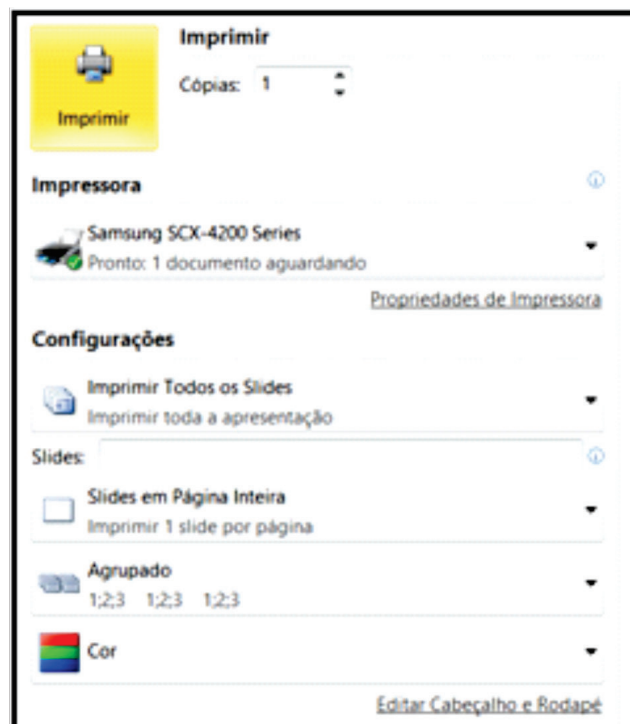 Imprimir
Cópias: 1
Imprimir
Impressora
Samsung SCX-4200 Series
Pronto: 1 documento aguardando
Propriedades de Impressora
Configurações
Imprimir Todos os Slides
Imprimir toda a apresentação
Slides:
Slides em Página Inteira
Imprimir 1 slide por página
Agrupado
1;2;3 1;2;3 1;2;3
Cor
Editar Cabeçalho e Rodapé